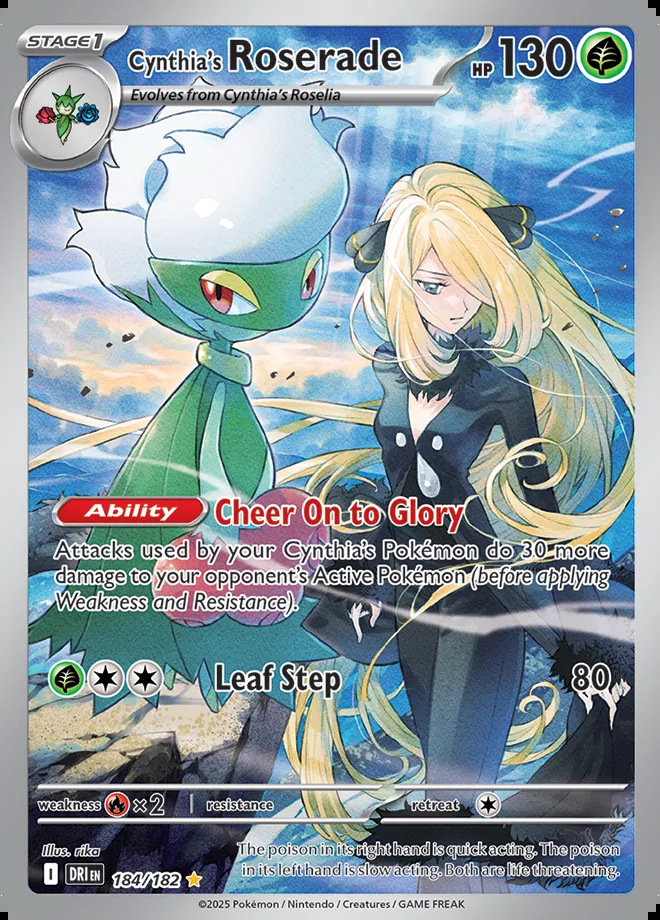 STAGE 1
Cynthia's Roserade
HP 130
Evolves from Cynthia's Roselia
Ability Cheer On to Glory
Attacks used by your Cynthia's Pokémon do 30 more
damage to your opponent's Active Pokémon (before applying
Weakness and Resistance).
Leaf Step 80
weakness ×2 resistance retreat
Illus. rika
The poison in its right hand is quick acting. The poison
in its left hand is slow acting. Both are life threatening.
I DRI EN 184/182
©2025 Pokémon / Nintendo / Creatures / GAME FREAK